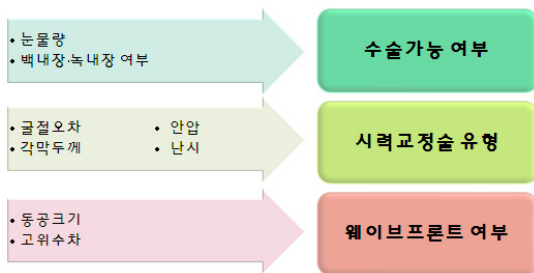 • 눈물량
• 백내장·녹내장 여부
수술가능 여부
• 굴절오차 • 안압
• 각막두께 • 난시
시력교정술 유형
• 동공크기
• 고위수차
웨이브프론트 여부